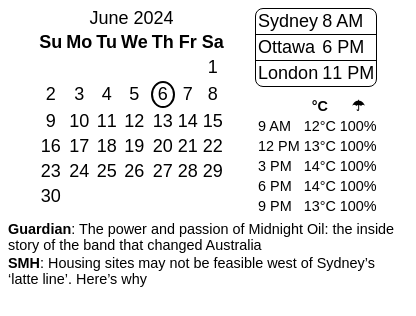 June 2024
Su Mo Tu We Th Fr Sa
1
2 3 4 5 6 7 8
9 10 11 12 13 14 15
16 17 18 19 20 21 22
23 24 25 26 27 28 29
30
Sydney 8 AM
Ottawa 6 PM
London 11 PM
°C ☂
9 AM 12°C 100%
12 PM 13°C 100%
3 PM 14°C 100%
6 PM 14°C 100%
9 PM 13°C 100%
Guardian: The power and passion of Midnight Oil: the inside
story of the band that changed Australia
SMH: Housing sites may not be feasible west of Sydney’s
‘latte line’. Here’s why